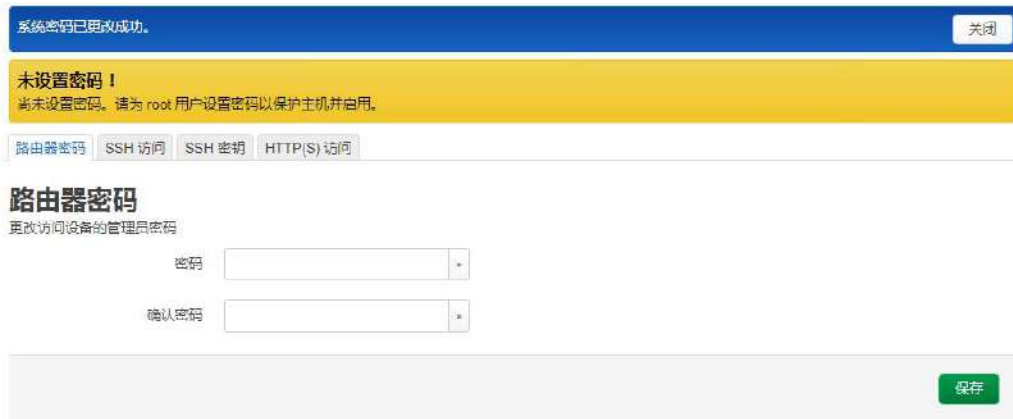 系统密码已更改成功。
关闭
未设置密码！
尚未设置密码。请为 root 用户设置密码以保护主机并启用。
路由器密码 SSH 访问 SSH 密钥 HTTP(S) 访问
路由器密码
更改访问设备的管理员密码
密码
*
确认密码
*
保存